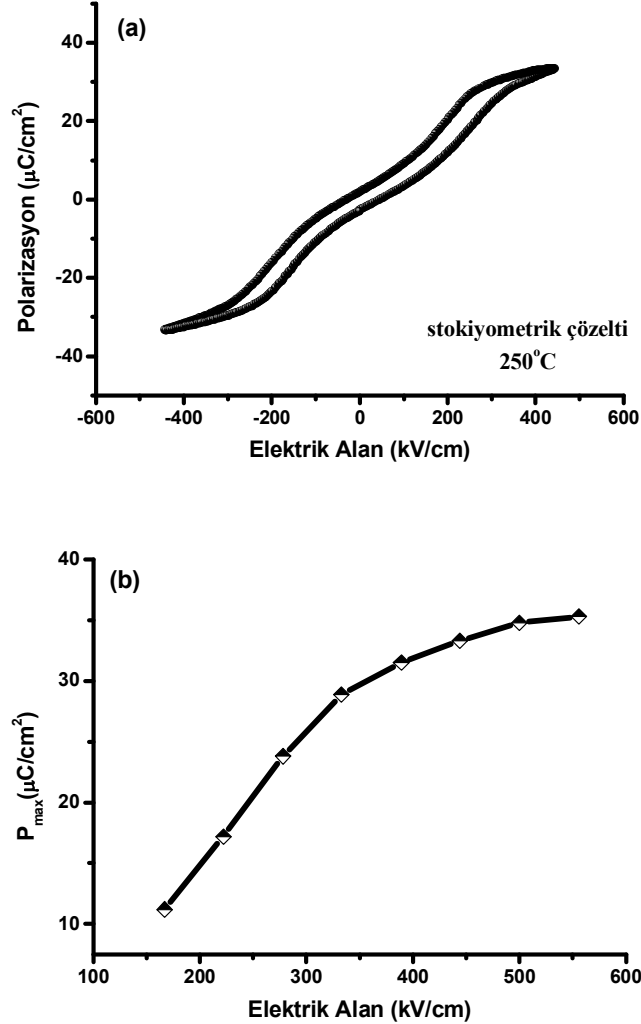 (a)
40
20
0
-20
-40
Polarizasyon (μC/cm²)
stokiyometrik çözelti
250°C
-600 -400 -200 0 200 400 600
Elektrik Alan (kV/cm)
(b)
40
30
20
10
P_max(μC/cm²)
100 200 300 400 500 600
Elektrik Alan (kV/cm)